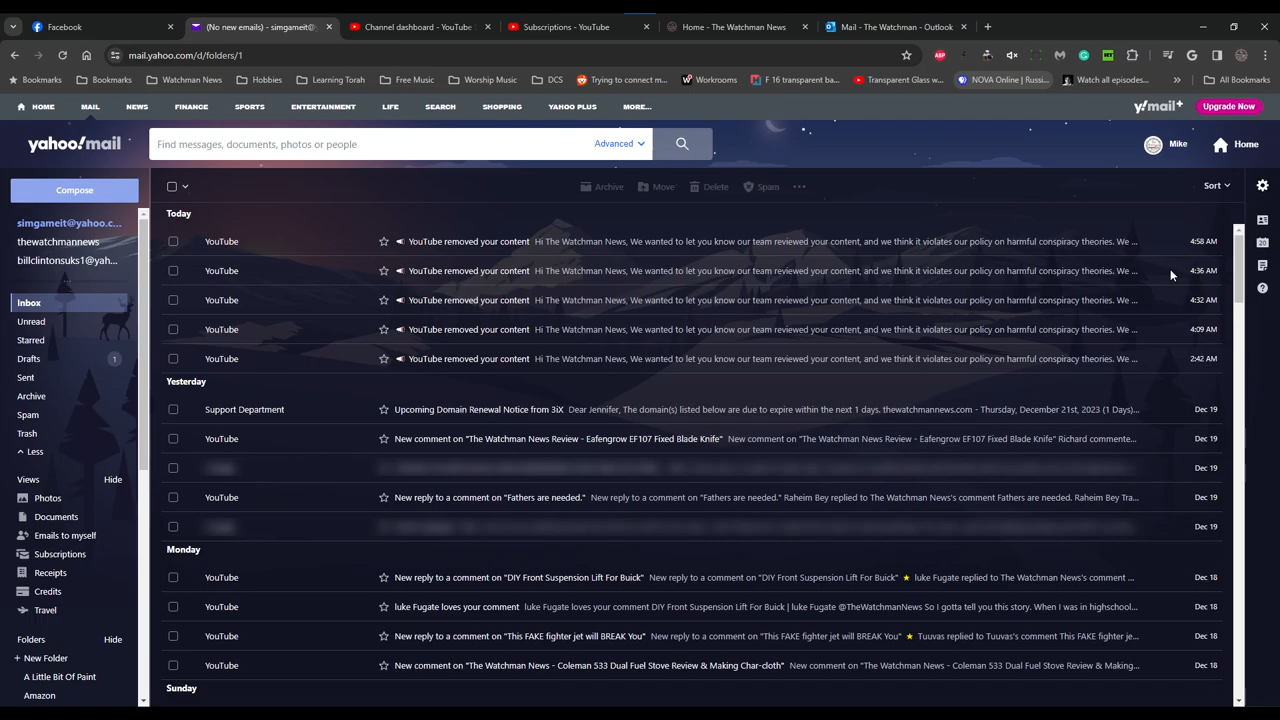 Facebook
(No new emails) - simgameit@
Channel dashboard - YouTube
Subscriptions - YouTube
Home - The Watchman News
Mail - The Watchman - Outlook
mail.yahoo.com/d/folders/1
Bookmarks
Bookmarks
Watchman News
Hobbies
Learning Torah
Free Music
Worship Music
DCS
Trying to connect m...
Workrooms
F 16 transparent ba...
Transparent Glass w...
NOVA Online | Russi...
Watch all episodes...
All Bookmarks
HOME MAIL NEWS FINANCE SPORTS ENTERTAINMENT LIFE SEARCH SHOPPING YAHOO PLUS MORE...
y!mail+
Upgrade Now
yahoo!mail
Find messages, documents, photos or people
Advanced
Mike
Home
Compose
Archive Move Delete Spam
Sort
simgameit@yahoo.c...
thewatchmannews
billclintonsuks1@yah...
Inbox
Unread
Starred
Drafts 1
Sent
Archive
Spam
Trash
Less
Views Hide
Photos
Documents
Emails to myself
Subscriptions
Receipts
Credits
Travel
Folders Hide
+ New Folder
A Little Bit Of Paint
Amazon
Today
YouTube YouTube removed your content Hi The Watchman News, We wanted to let you know our team reviewed your content, and we think it violates our policy on harmful conspiracy theories. We ... 4:58 AM
YouTube YouTube removed your content Hi The Watchman News, We wanted to let you know our team reviewed your content, and we think it violates our policy on harmful conspiracy theories. We ... 4:36 AM
YouTube YouTube removed your content Hi The Watchman News, We wanted to let you know our team reviewed your content, and we think it violates our policy on harmful conspiracy theories. We ... 4:32 AM
YouTube YouTube removed your content Hi The Watchman News, We wanted to let you know our team reviewed your content, and we think it violates our policy on harmful conspiracy theories. We ... 4:09 AM
YouTube YouTube removed your content Hi The Watchman News, We wanted to let you know our team reviewed your content, and we think it violates our policy on harmful conspiracy theories. We ... 2:42 AM
Yesterday
Support Department Upcoming Domain Renewal Notice from 3iX Dear Jennifer, The domain(s) listed below are due to expire within the next 1 days. thewatchmannews.com - Thursday, December 21st, 2023 (1 Days)... Dec 19
YouTube New comment on "The Watchman News Review - Eafengrow EF107 Fixed Blade Knife" New comment on "The Watchman News Review - Eafengrow EF107 Fixed Blade Knife" Richard commente... Dec 19
Dec 19
YouTube New reply to a comment on "Fathers are needed." New reply to a comment on "Fathers are needed." Raheim Bey replied to The Watchman News's comment Fathers are needed. Raheim Bey Tra... Dec 19
Dec 19
Monday
YouTube New reply to a comment on "DIY Front Suspension Lift For Buick" New reply to a comment on "DIY Front Suspension Lift For Buick" ★ luke Fugate replied to The Watchman News's comment ... Dec 18
YouTube luke Fugate loves your comment luke Fugate loves your comment DIY Front Suspension Lift For Buick | luke Fugate @TheWatchmanNews So I gotta tell you this story. When I was in highschool... Dec 18
YouTube New reply to a comment on "This FAKE fighter jet will BREAK You" New reply to a comment on "This FAKE fighter jet will BREAK You" ★ Tuuvas replied to Tuuvas's comment This FAKE fighter je... Dec 18
YouTube New comment on "The Watchman News - Coleman 533 Dual Fuel Stove Review & Making Char-cloth" New comment on "The Watchman News - Coleman 533 Dual Fuel Stove Review & Making... Dec 18
Sunday